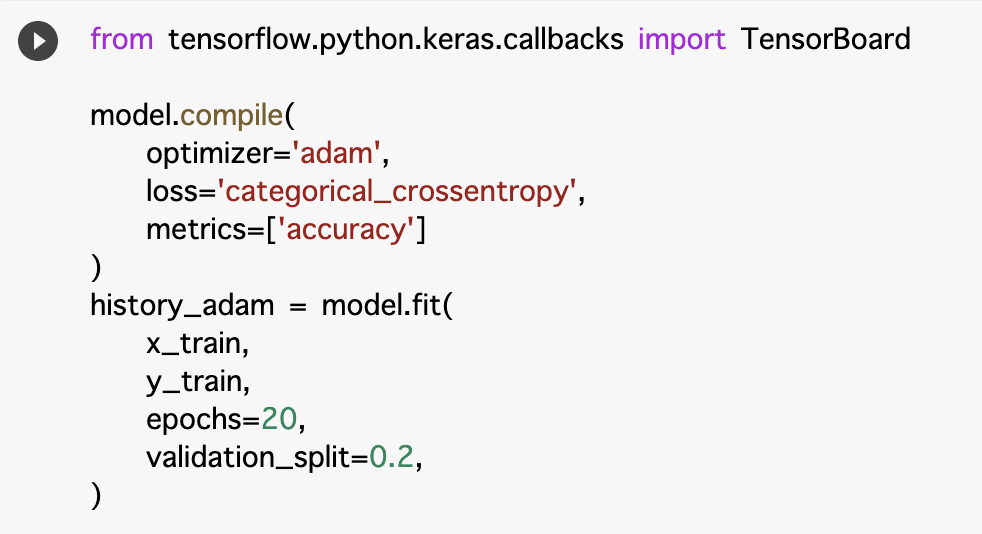 from tensorflow.python.keras.callbacks import TensorBoard
model.compile(
optimizer='adam',
loss='categorical_crossentropy',
metrics=['accuracy']
)
history_adam = model.fit(
x_train,
y_train,
epochs=20,
validation_split=0.2,
)